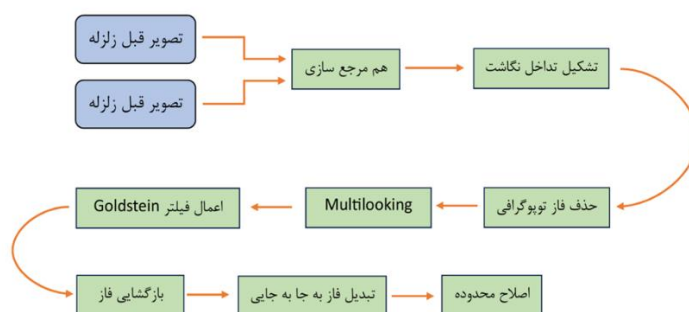 تصویر قبل زلزله
تصویر قبل زلزله
هم مرجع سازی
تشکیل تداخل نگاشت
حذف فاز توپوگرافی
Multilooking
اعمال فیلتر Goldstein
بازگشایی فاز
تبدیل فاز به جا به جایی
اصلاح محدوده